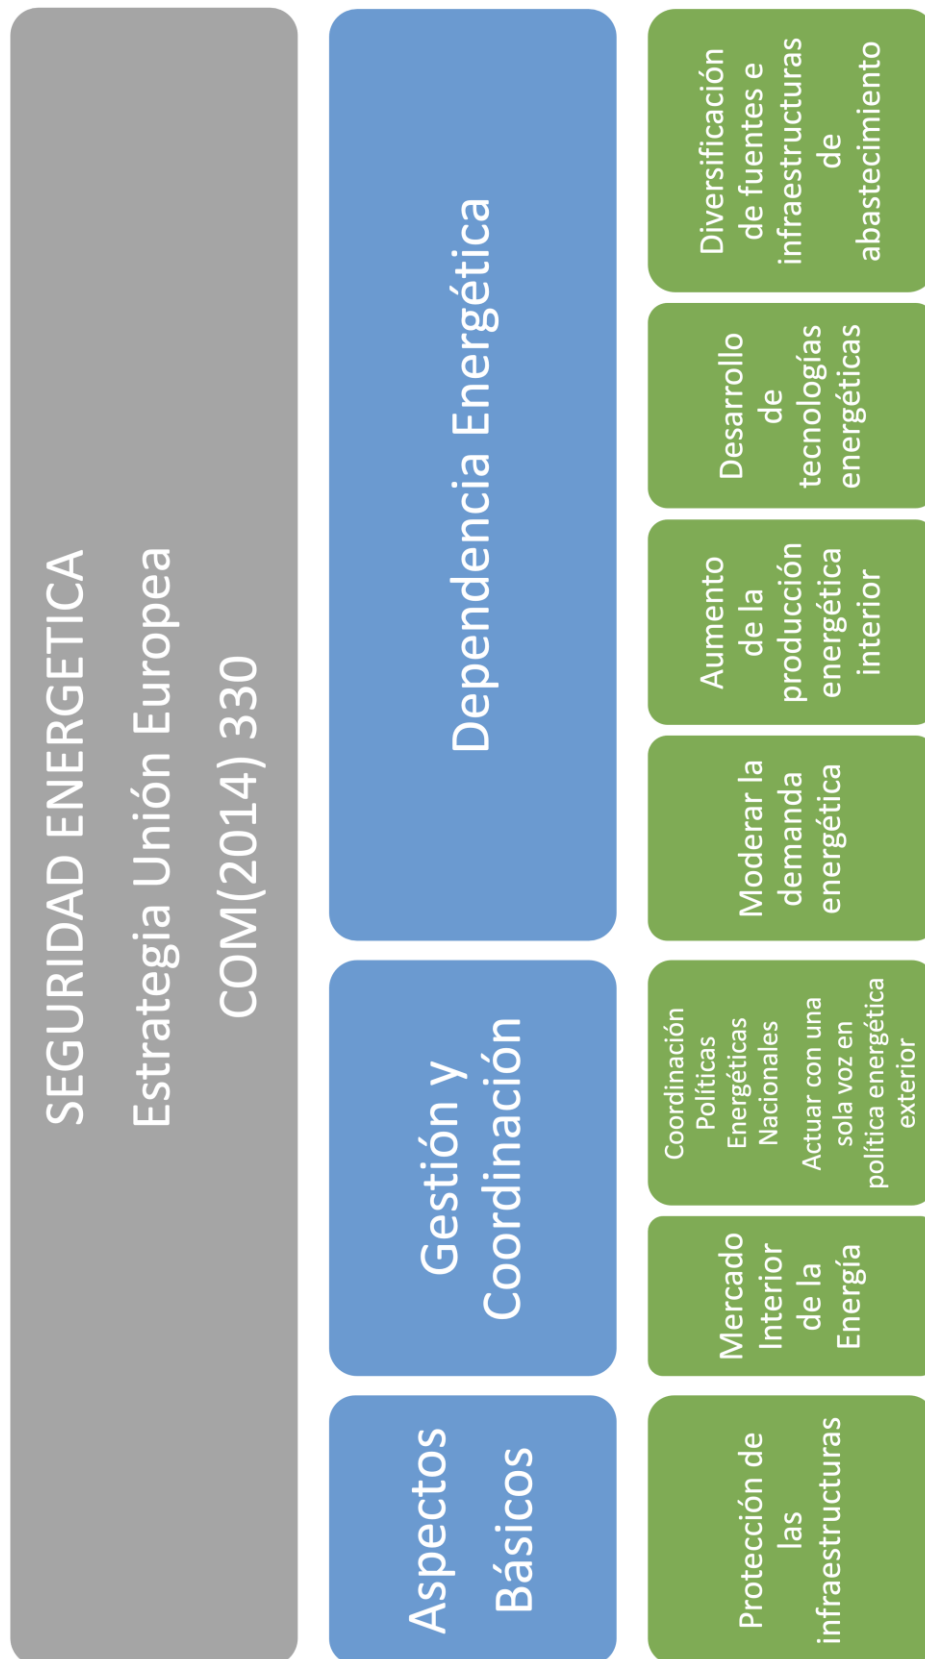 SEGURIDAD ENERGETICA
Estrategia Unión Europea
COM(2014) 330
Aspectos
Básicos
Gestión y
Coordinación
Dependencia Energética
Protección de
las
infraestructuras
Mercado
Interior
de la
Energía
Coordinación
Políticas
Energéticas
Nacionales
Actuar con una
sola voz en
política energética
exterior
Moderar la
demanda
energética
Aumento
de la
producción
energética
interior
Desarrollo
de
tecnologías
energéticas
Diversificación
de fuentes e
infraestructuras
de
abastecimiento